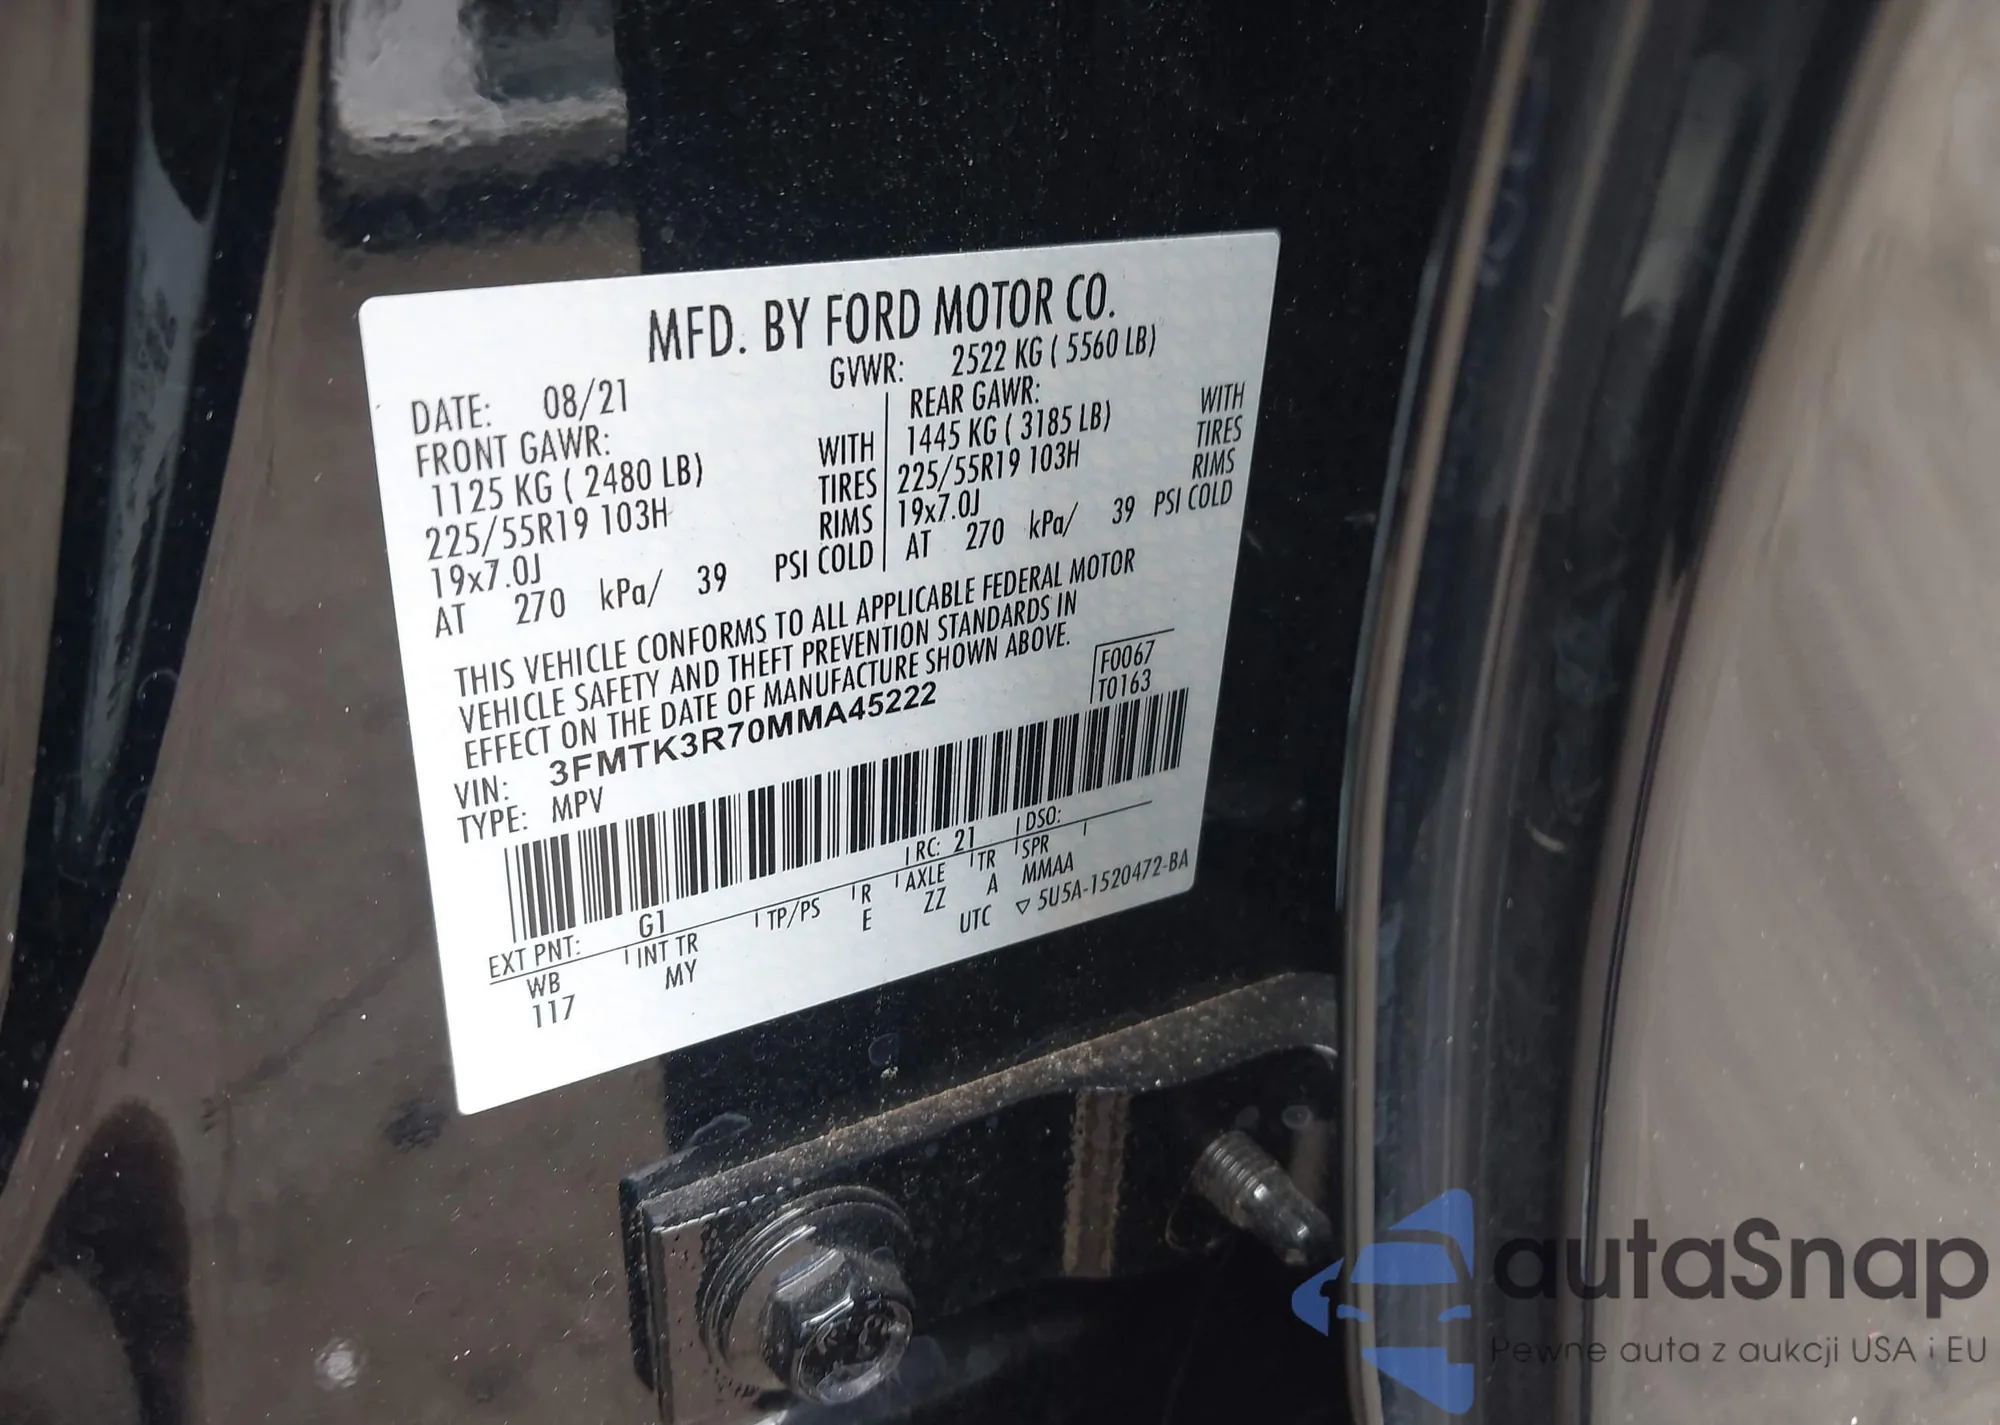 MFD. BY FORD MOTOR CO.
DATE: 08/21 GVWR: 2522 KG ( 5560 LB)
FRONT GAWR: REAR GAWR:
1125 KG ( 2480 LB) WITH 1445 KG ( 3185 LB) WITH
225/55R19 103H TIRES 225/55R19 103H TIRES
19x7.0J RIMS 19x7.0J RIMS
AT 270 kPa/ 39 PSI COLD AT 270 kPa/ 39 PSI COLD
THIS VEHICLE CONFORMS TO ALL APPLICABLE FEDERAL MOTOR
VEHICLE SAFETY AND THEFT PREVENTION STANDARDS IN
EFFECT ON THE DATE OF MANUFACTURE SHOWN ABOVE.
VIN: 3FMTK3R70MMA45222
F0067
T0163
TYPE: MPV
EXT PNT: G1 RC: 21 DSO:
WB INT TR TP/PS R AXLE TR SPR
117 MY E ZZ A MMAA
UTC ▽ 5U5A-1520472-BA
autaSnap
Pewne auta z aukcji USA i EU